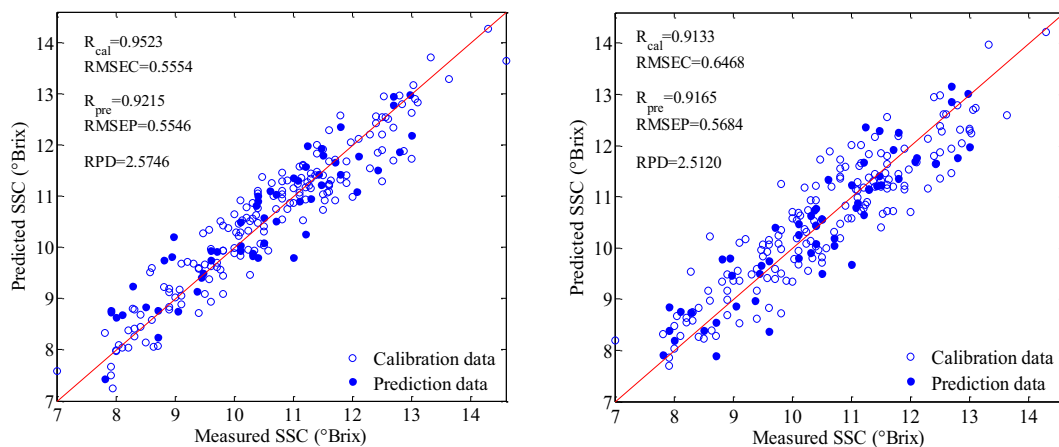 R_cal=0.9523
RMSEC=0.5554
R_pre=0.9215
RMSEP=0.5546
RPD=2.5746
Calibration data
Prediction data
14
13
12
11
10
9
8
7
7 8 9 10 11 12 13 14
Predicted SSC (°Brix)
Measured SSC (°Brix)
R_cal=0.9133
RMSEC=0.6468
R_pre=0.9165
RMSEP=0.5684
RPD=2.5120
Calibration data
Prediction data
14
13
12
11
10
9
8
7
7 8 9 10 11 12 13 14
Predicted SSC (°Brix)
Measured SSC (°Brix)